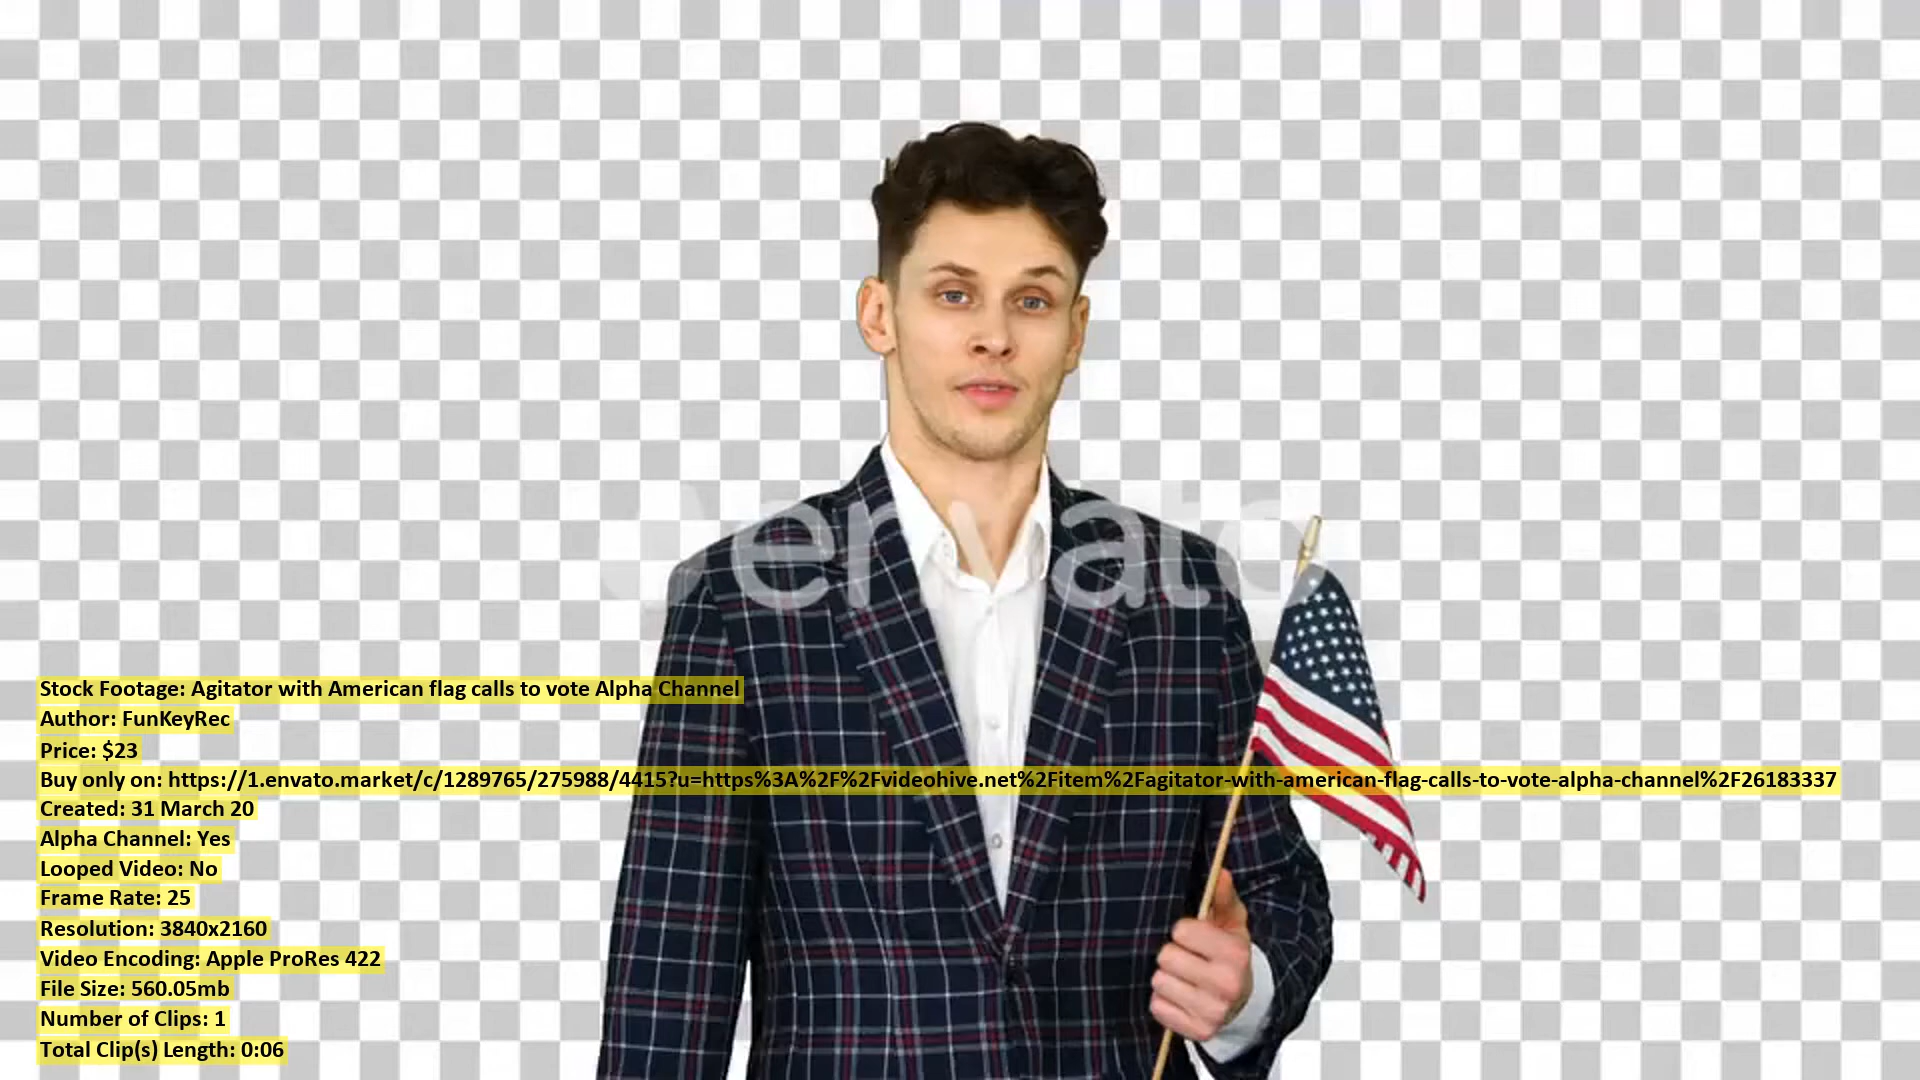 envato
Stock Footage: Agitator with American flag calls to vote Alpha Channel
Author: FunKeyRec
Price: $23
Buy only on: https://1.envato.market/c/1289765/275988/4415?u=https%3A%2F%2Fvideohive.net%2Fitem%2Fagitator-with-american-flag-calls-to-vote-alpha-channel%2F26183337
Created: 31 March 20
Alpha Channel: Yes
Looped Video: No
Frame Rate: 25
Resolution: 3840x2160
Video Encoding: Apple ProRes 422
File Size: 560.05mb
Number of Clips: 1
Total Clip(s) Length: 0:06